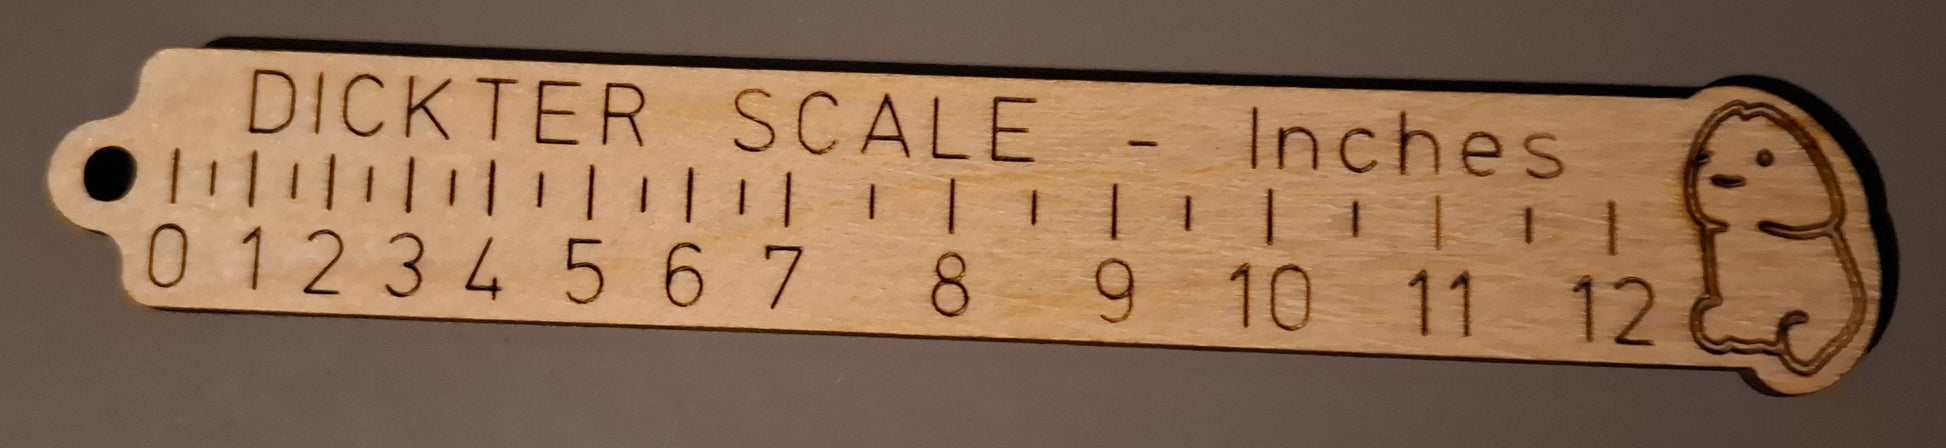 DICKTER SCALE - Inches
0 1 2 3 4 5 6 7 8 9 10 11 12